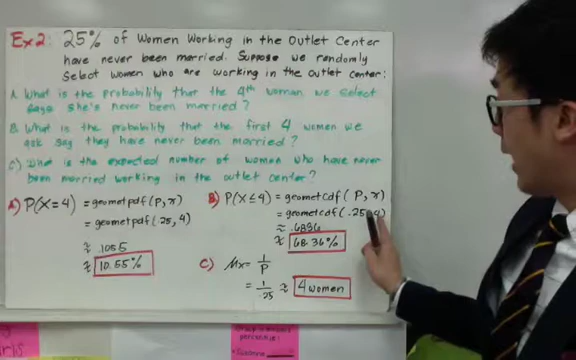 Ex2: 25% of Women Working in the Outlet Center
have never been married. Suppose we randomly
Select women who are working in the outlet center:
A. What is the probability that the 4th woman we select
says she's never been married?
B. What is the probability that the first 4 women we
ask say they have never been married?
C) What is the expected number of women who have never
been married working in the outlet center?
A) P(X=4) = geometpdf(P,x)
= geometpdf(.25,4)
≈ .1055
≈ 10.55%
B) P(X≤4) = geometcdf(P,x)
= geometcdf(.25,4)
≈ .6836
≈ 68.36%
C) Mx = 1/P
= 1/.25 ≈ 4 women
Group members